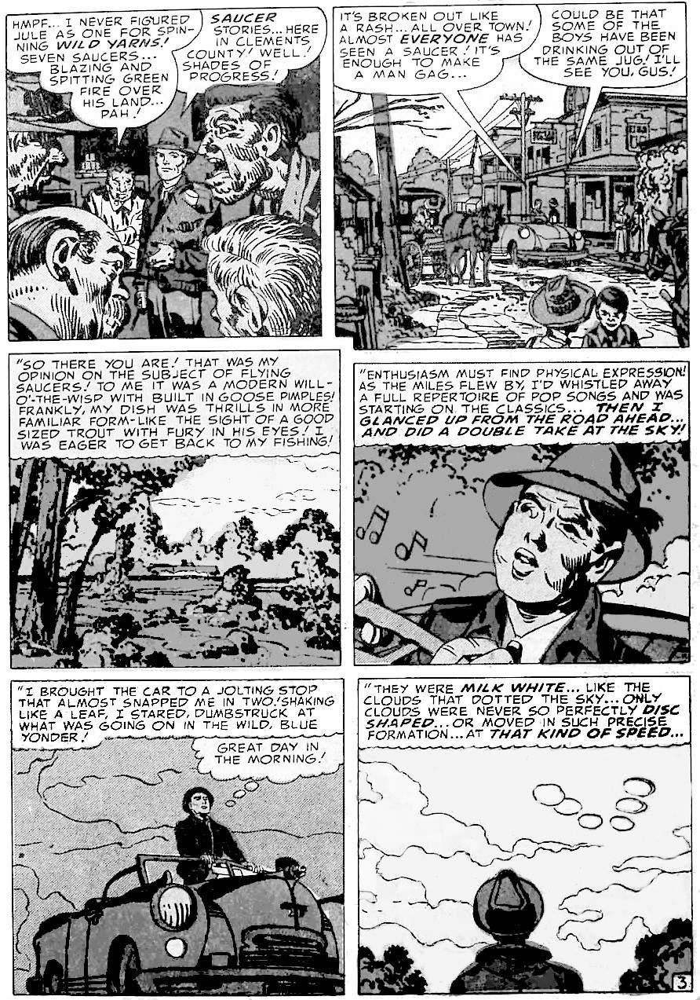 HMPF... I NEVER FIGURED
JULE AS ONE FOR SPIN-
NING WILD YARNS!
SEVEN SAUCERS...
BLAZING AND
SPITTING GREEN
FIRE OVER
HIS LAND...
PAH!
SAUCER
STORIES...HERE
IN CLEMENTS
COUNTY! WELL!
SHADES OF
PROGRESS!
IT'S BROKEN OUT LIKE
A RASH...ALL OVER TOWN!
ALMOST EVERYONE HAS
SEEN A SAUCER! IT'S
ENOUGH TO MAKE
A MAN GAG...
COULD BE THAT
SOME OF THE
BOYS HAVE BEEN
DRINKING OUT OF
THE SAME JUG! I'LL
SEE YOU, GUS!
"SO THERE YOU ARE! THAT WAS MY
OPINION ON THE SUBJECT OF FLYING
SAUCERS! TO ME IT WAS A MODERN WILL-
O'-THE-WISP WITH BUILT IN GOOSE PIMPLES!
FRANKLY, MY DISH WAS THRILLS IN MORE
FAMILIAR FORM-LIKE THE SIGHT OF A GOOD
SIZED TROUT WITH FURY IN HIS EYES! I
WAS EAGER TO GET BACK TO MY FISHING!
"ENTHUSIASM MUST FIND PHYSICAL EXPRESSION!
AS THE MILES FLEW BY, I'D WHISTLED AWAY
A FULL REPERTOIRE OF POP SONGS AND WAS
STARTING ON THE CLASSICS... THEN I
GLANCED UP FROM THE ROAD AHEAD...
AND DID A DOUBLE TAKE AT THE SKY!
"I BROUGHT THE CAR TO A JOLTING STOP
THAT ALMOST SNAPPED ME IN TWO! SHAKING
LIKE A LEAF, I STARED, DUMBSTRUCK AT
WHAT WAS GOING ON IN THE WILD, BLUE
YONDER!
GREAT DAY IN
THE MORNING!
"THEY WERE MILK WHITE... LIKE THE
CLOUDS THAT DOTTED THE SKY...ONLY
CLOUDS WERE NEVER SO PERFECTLY DISC
SHAPED...OR MOVED IN SUCH PRECISE
FORMATION...AT THAT KIND OF SPEED...
3